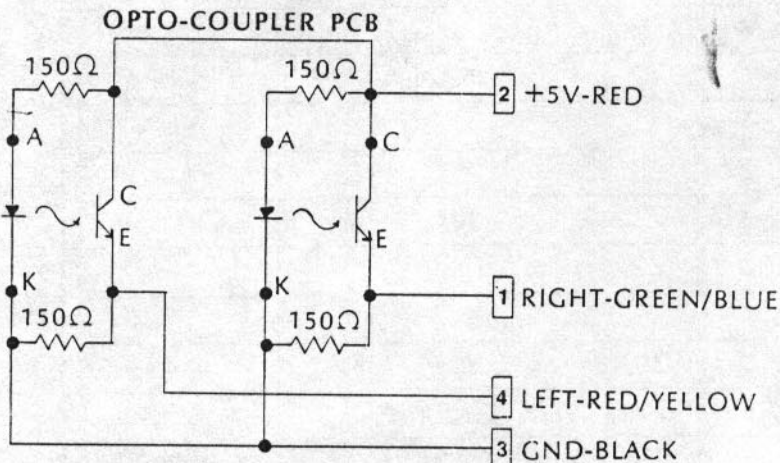 OPTO-COUPLER PCB
150Ω
150Ω
2 +5V-RED
A
A
C
C
E
E
K
K
1 RIGHT-GREEN/BLUE
150Ω
150Ω
4 LEFT-RED/YELLOW
3 GND-BLACK